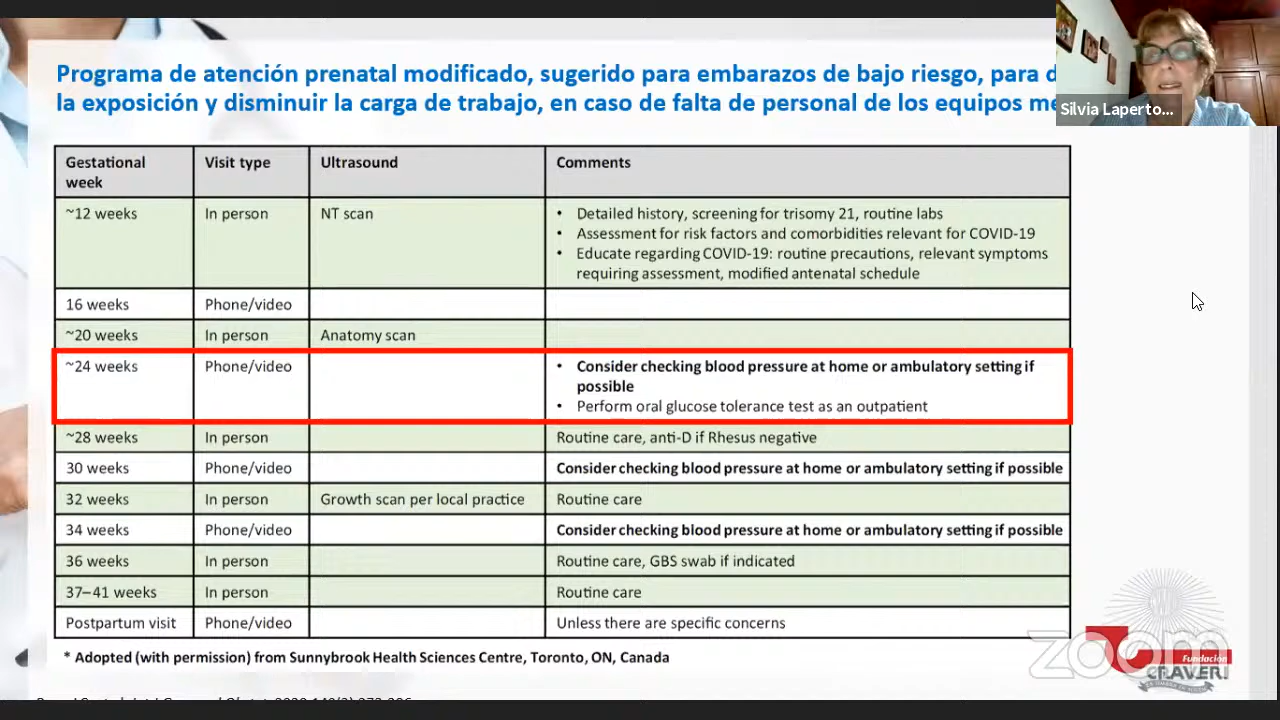 Programa de atención prenatal modificado, sugerido para embarazos de bajo riesgo, para
la exposición y disminuir la carga de trabajo, en caso de falta de personal de los equipos
Silvia Laperto...
Gestational week Visit type Ultrasound Comments
~12 weeks In person NT scan • Detailed history, screening for trisomy 21, routine labs
• Assessment for risk factors and comorbidities relevant for COVID-19
• Educate regarding COVID-19: routine precautions, relevant symptoms
requiring assessment, modified antenatal schedule
16 weeks Phone/video
~20 weeks In person Anatomy scan
~24 weeks Phone/video • Consider checking blood pressure at home or ambulatory setting if
possible
• Perform oral glucose tolerance test as an outpatient
~28 weeks In person Routine care, anti-D if Rhesus negative
30 weeks Phone/video Consider checking blood pressure at home or ambulatory setting if possible
32 weeks In person Growth scan per local practice Routine care
34 weeks Phone/video Consider checking blood pressure at home or ambulatory setting if possible
36 weeks In person Routine care, GBS swab if indicated
37–41 weeks In person Routine care
Postpartum visit Phone/video Unless there are specific concerns
* Adopted (with permission) from Sunnybrook Health Sciences Centre, Toronto, ON, Canada
zoom
Fundación
CRAVERI